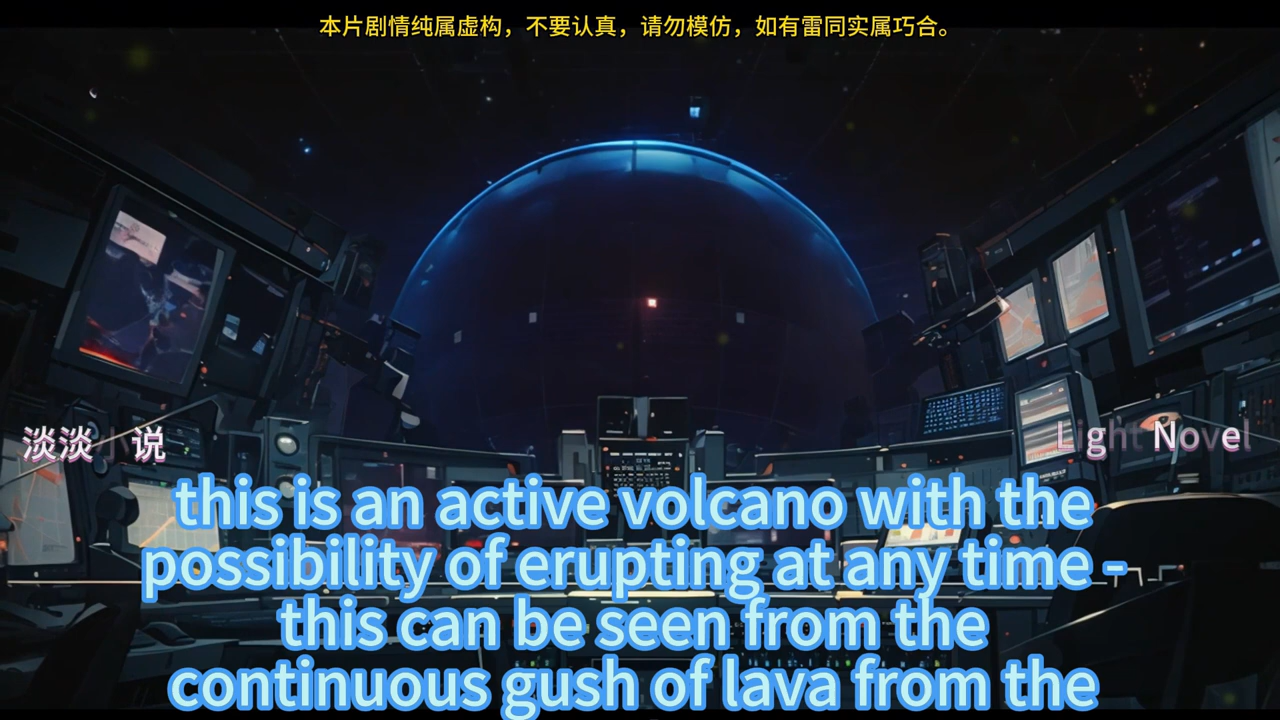 本片剧情纯属虚构，不要认真，请勿模仿，如有雷同实属巧合。
淡淡小说
Light Novel
this is an active volcano with the
possibility of erupting at any time -
this can be seen from the
continuous gush of lava from the